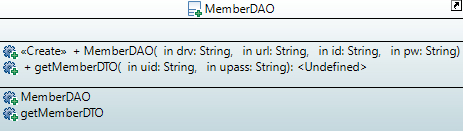 MemberDAO
«Create» + MemberDAO( in drv: String, in url: String, in id: String, in pw: String)
+ getMemberDTO( in uid: String, in upass: String): <Undefined>
MemberDAO
getMemberDTO